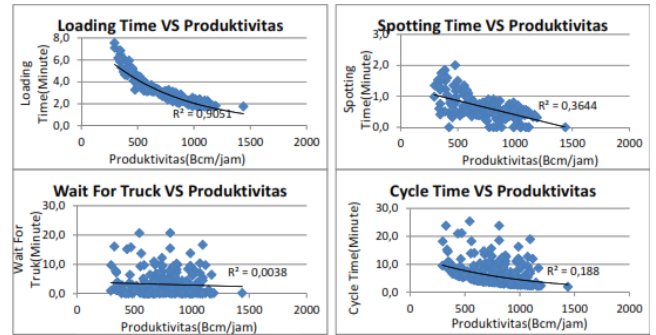 Loading Time VS Produktivitas
Loading
Time(Minute)
8,0
6,0
4,0
2,0
0,0
R² = 0,9051
0
500
1000
1500
2000
Produktivitas(Bcm/jam)
Spotting Time VS Produktivitas
Spotting
Time(Minute)
3,0
2,0
1,0
0,0
R² = 0,3644
0
500
1000
1500
2000
Produktivitas(Bcm/jam)
Wait For Truck VS Produktivitas
Wait For
Truk(Minute)
30,0
20,0
10,0
0,0
R² = 0,0038
0
500
1000
1500
2000
Produktivitas(Bcm/jam)
Cycle Time VS Produktivitas
Cycle Time(Minute)
30,0
20,0
10,0
0,0
R² = 0,188
0
500
1000
1500
2000
Produktivitas(Bcm/jam)